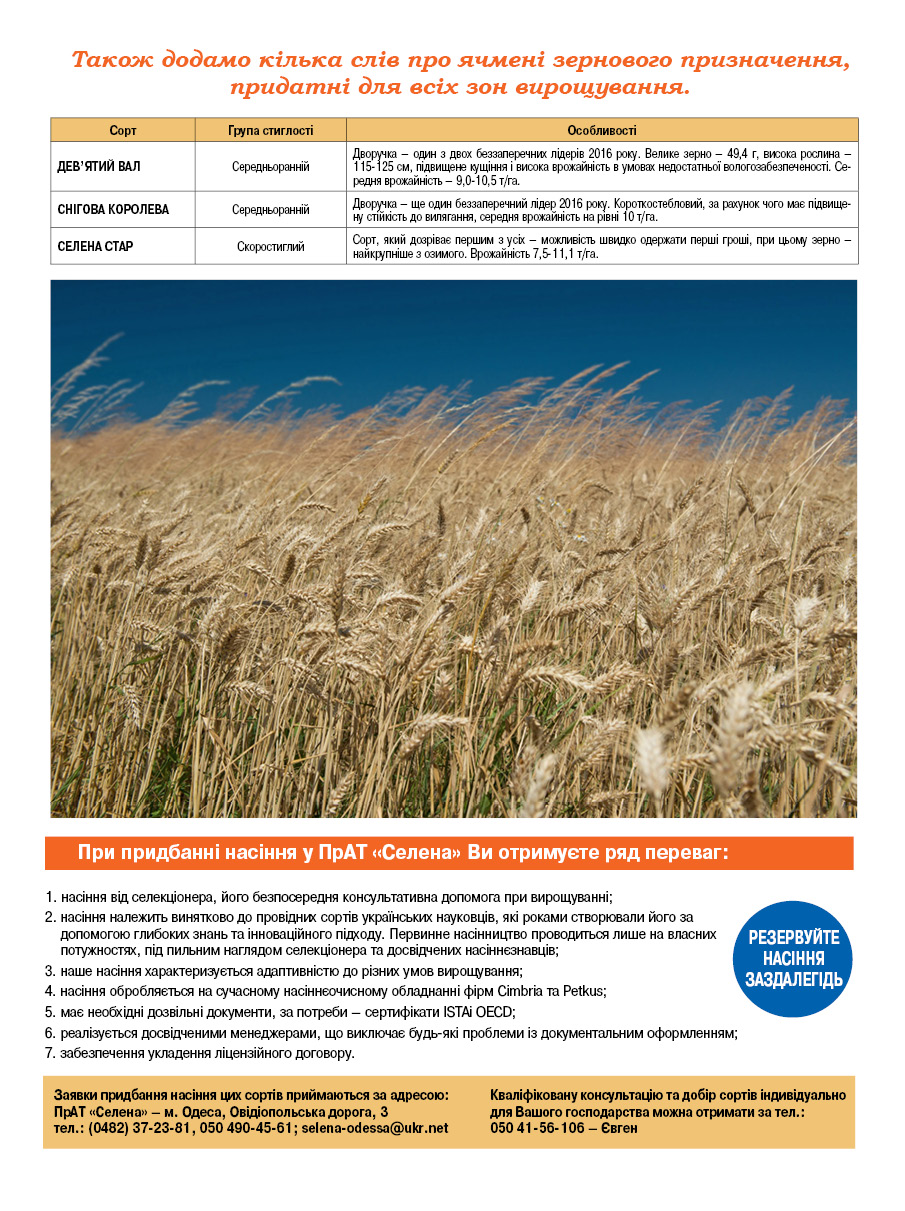 Також додамо кілька слів про ячмені зернового призначення,
придатні для всіх зон вирощування.
Сорт
Група стиглості
Особливості
ДЕВ’ЯТИЙ ВАЛ
Середньоранній
Дворучка – один з двох беззаперечних лідерів 2016 року. Велике зерно – 49,4 г, висока рослина –
115-125 см, підвищене кущіння і висока врожайність в умовах недостатньої вологозабезпеченості. Се-
редня врожайність – 9,0-10,5 т/га.
СНІГОВА КОРОЛЕВА
Середньоранній
Дворучка – ще один беззаперечний лідер 2016 року. Короткостебловий, за рахунок чого має підвище-
ну стійкість до вилягання, середня врожайність на рівні 10 т/га.
СЕЛЕНА СТАР
Скоростиглий
Сорт, який дозріває першим з усіх – можливість швидко одержати перші гроші, при цьому зерно –
найкрупніше з озимого. Врожайність 7,5-11,1 т/га.
При придбанні насіння у ПрАТ «Селена» Ви отримуєте ряд переваг:
1. насіння від селекціонера, його безпосередня консультативна допомога при вирощуванні;
2. насіння належить винятково до провідних сортів українських науковців, які роками створювали його за
допомогою глибоких знань та інноваційного підходу. Первинне насінництво проводиться лише на власних
потужностях, під пильним наглядом селекціонера та досвідчених насіннєзнавців;
3. наше насіння характеризується адаптивністю до різних умов вирощування;
4. насіння обробляється на сучасному насіннєочисному обладнанні фірм Cimbria та Petkus;
5. має необхідні дозвільні документи, за потреби – сертифікати ISTAі OECD;
6. реалізується досвідченими менеджерами, що виключає будь-які проблеми із документальним оформленням;
7. забезпечення укладення ліцензійного договору.
РЕЗЕРВУЙТЕ
НАСІННЯ
ЗАЗДАЛЕГІДЬ
Заявки придбання насіння цих сортів приймаються за адресою:
ПрАТ «Селена» – м. Одеса, Овідіопольська дорога, 3
тел.: (0482) 37-23-81, 050 490-45-61; selena-odessa@ukr.net
Кваліфіковану консультацію та добір сортів індивідуально
для Вашого господарства можна отримати за тел.:
050 41-56-106 – Євген